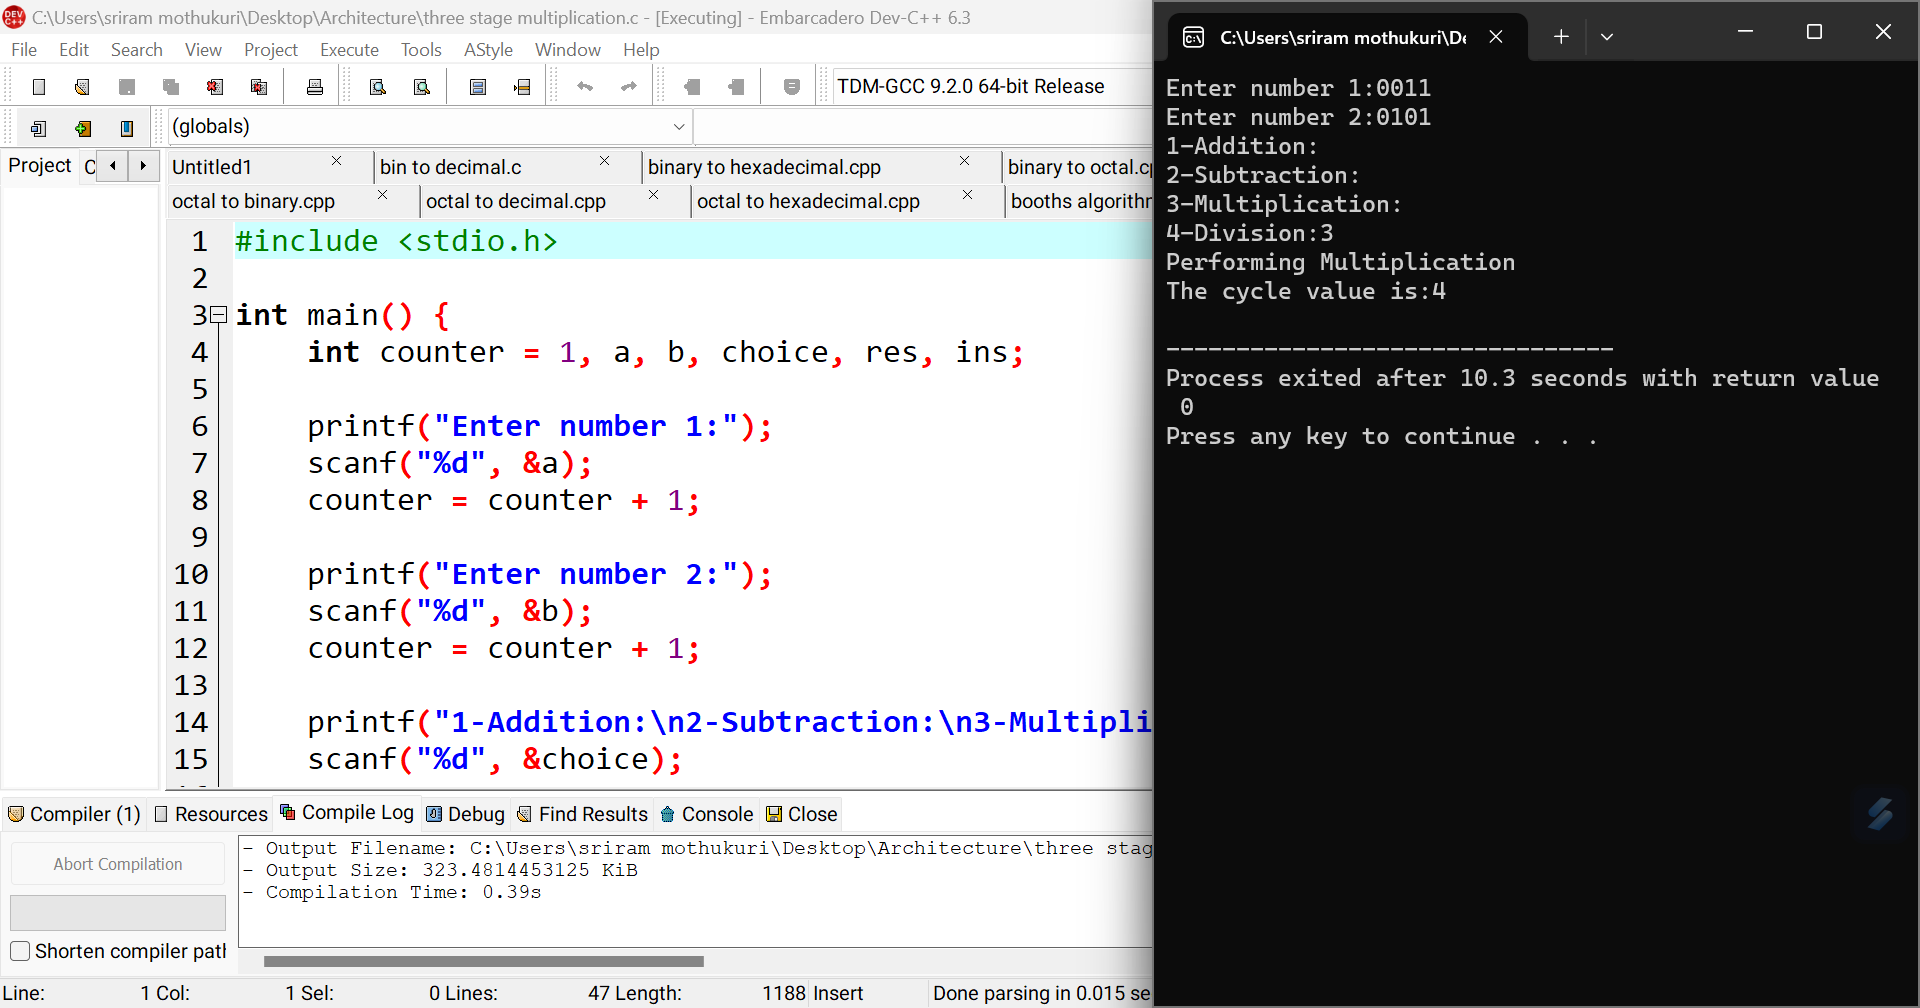 C:\Users\sriram mothukuri\Desktop\Architecture\three stage multiplication.c - [Executing] - Embarcadero Dev-C++ 6.3
File Edit Search View Project Execute Tools AStyle Window Help
TDM-GCC 9.2.0 64-bit Release
(globals)
Project
Untitled1 bin to decimal.c binary to hexadecimal.cpp binary to octal.cp
octal to binary.cpp octal to decimal.cpp octal to hexadecimal.cpp booths algorithm
1 #include <stdio.h>
2
3 int main() {
4 int counter = 1, a, b, choice, res, ins;
5
6 printf("Enter number 1:");
7 scanf("%d", &a);
8 counter = counter + 1;
9
10 printf("Enter number 2:");
11 scanf("%d", &b);
12 counter = counter + 1;
13
14 printf("1-Addition:\n2-Subtraction:\n3-Multipli
15 scanf("%d", &choice);
Compiler (1) Resources Compile Log Debug Find Results Console Close
Abort Compilation
Shorten compiler path
- Output Filename: C:\Users\sriram mothukuri\Desktop\Architecture\three stag
- Output Size: 323.4814453125 KiB
- Compilation Time: 0.39s
Line: 1 Col: 1 Sel: 0 Lines: 47 Length: 1188 Insert Done parsing in 0.015 se
C:\Users\sriram mothukuri\De
Enter number 1:0011
Enter number 2:0101
1-Addition:
2-Subtraction:
3-Multiplication:
4-Division:3
Performing Multiplication
The cycle value is:4
--------------------------------
Process exited after 10.3 seconds with return value
0
Press any key to continue . . .